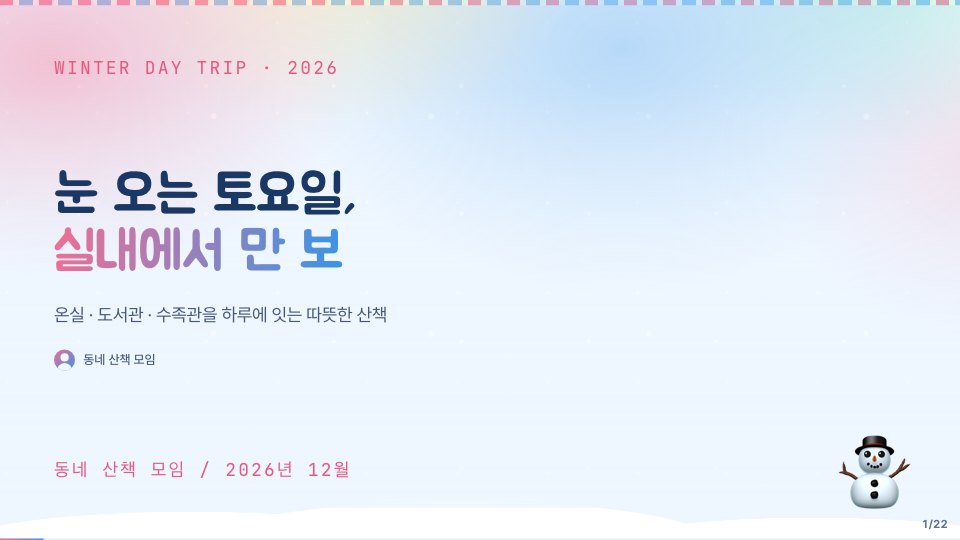 WINTER DAY TRIP · 2026
눈 오는 토요일,
실내에서 만 보
온실 · 도서관 · 수족관을 하루에 잇는 따뜻한 산책
동네 산책 모임
동네 산책 모임 / 2026년 12월
1/22